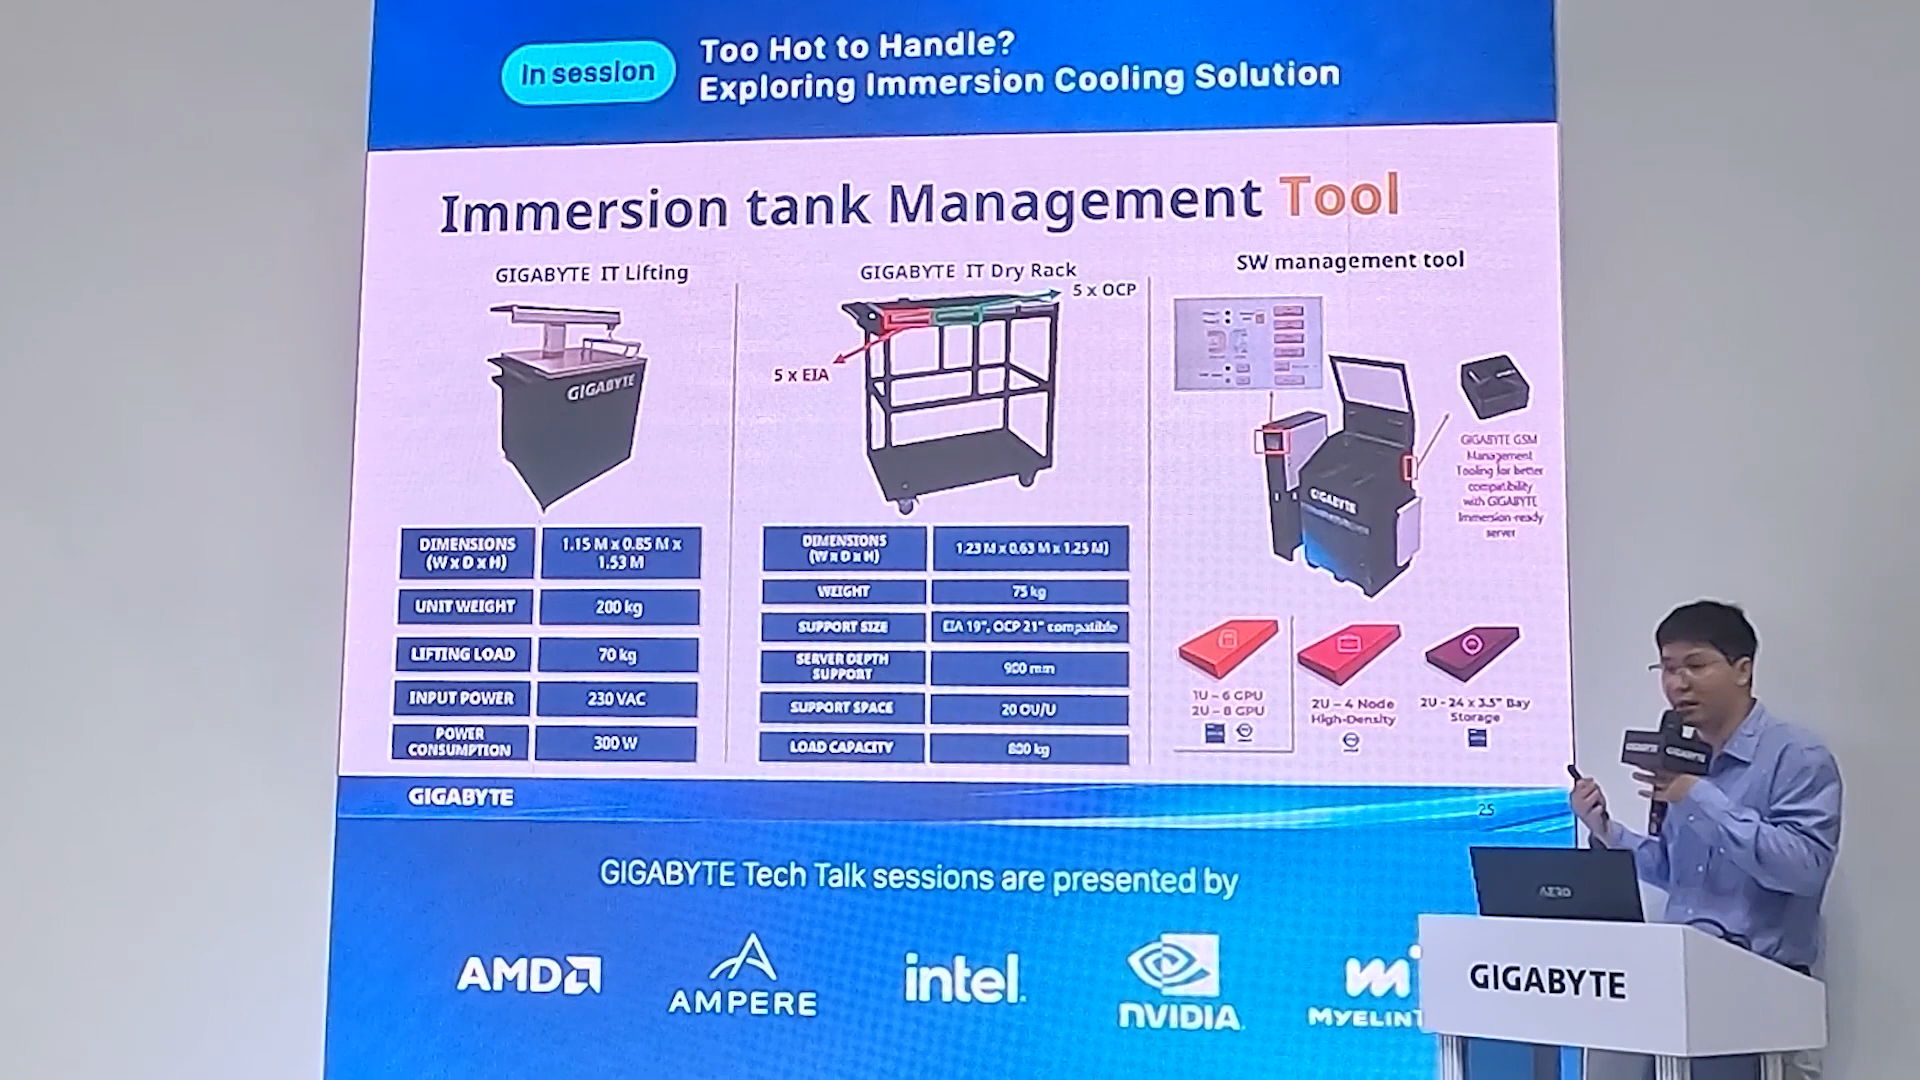 In session
Too Hot to Handle?
Exploring Immersion Cooling Solution
Immersion tank Management Tool
GIGABYTE IT Lifting
GIGABYTE
DIMENSIONS
(W x D x H)
1.15 M x 0.85 M x
1.53 M
UNIT WEIGHT
200 kg
LIFTING LOAD
70 kg
INPUT POWER
230 VAC
POWER
CONSUMPTION
300 W
GIGABYTE IT Dry Rack
5 x OCP
5 x EIA
DIMENSIONS
(W x D x H)
1.23 M x 0.63 M x 1.25 M)
WEIGHT
75 kg
SUPPORT SIZE
EIA 19", OCP 21" compatible
SERVER DEPTH
SUPPORT
900 mm
SUPPORT SPACE
20 OU/U
LOAD CAPACITY
800 kg
SW management tool
GIGABYTE GSM
Management
Tooling for better
compatibility
with GIGABYTE
Immersion-ready
server
GIGABYTE
1U – 6 GPU
2U – 8 GPU
2U – 4 Node
High-Density
2U - 24 x 3.5" Bay
Storage
GIGABYTE
25
GIGABYTE Tech Talk sessions are presented by
AMD
AMPERE
intel.
NVIDIA
MYELINT
GIGABYTE
GIGABYTE
AERO
GIGABYTE